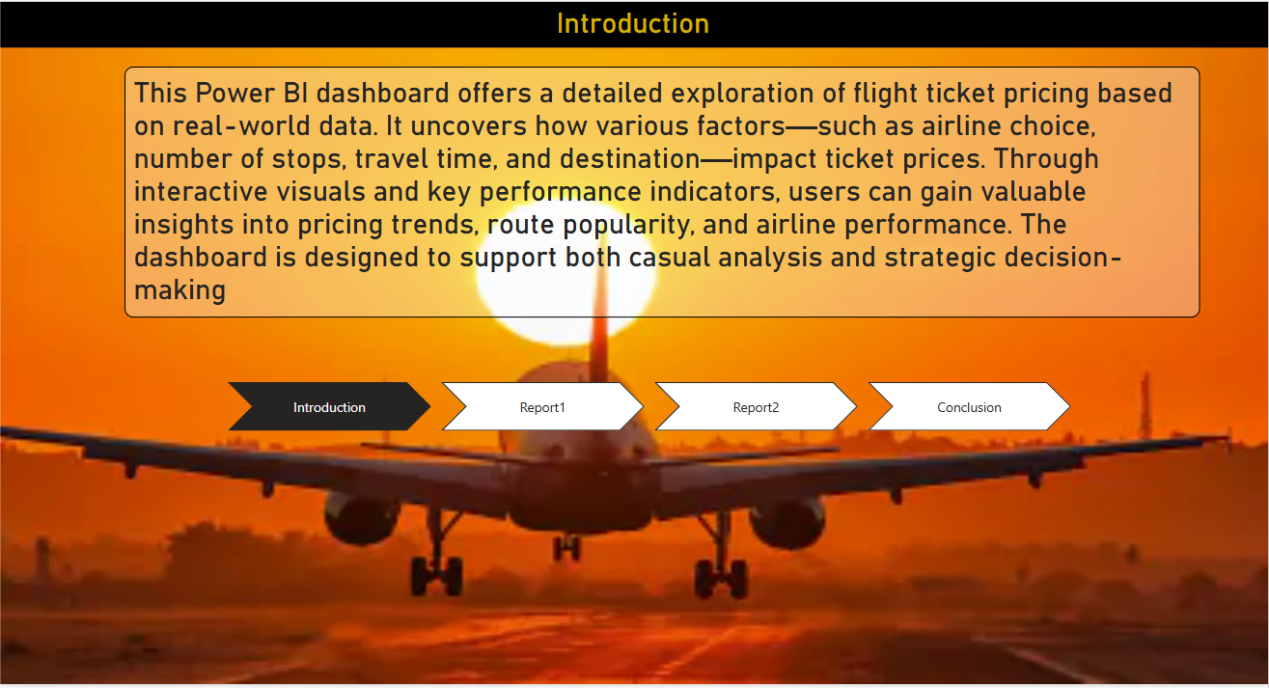 Introduction
This Power BI dashboard offers a detailed exploration of flight ticket pricing based
on real-world data. It uncovers how various factors—such as airline choice,
number of stops, travel time, and destination—impact ticket prices. Through
interactive visuals and key performance indicators, users can gain valuable
insights into pricing trends, route popularity, and airline performance. The
dashboard is designed to support both casual analysis and strategic decision-
making
Introduction
Report1
Report2
Conclusion